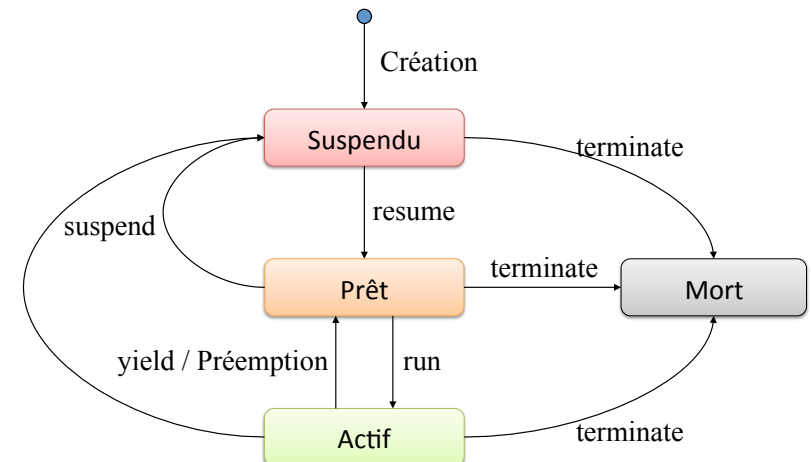 Création
Suspendu
terminate
resume
suspend
terminate
Prêt
Mort
yield / Préemption
run
Actif
terminate